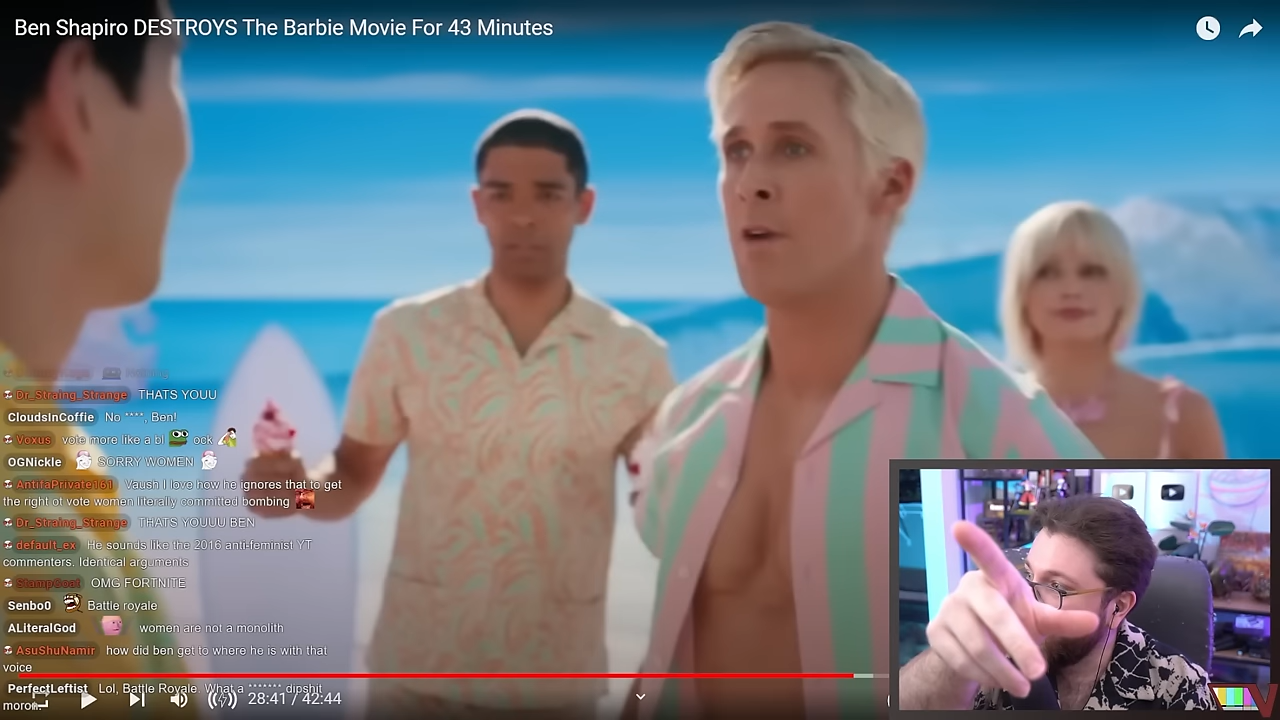 Ben Shapiro DESTROYS The Barbie Movie For 43 Minutes
Dr_Straing_Strange THATS YOUU
CloudsInCoffie No ****, Ben!
Voxus vote more like a bl ock
OGNickle SORRY WOMEN
AntifaPrivate161 Vaush I love how he ignores that to get
the right ot vote women literally committed bombing
Dr_Straing_Strange THATS YOUUU BEN
default_ex He sounds like the 2016 anti-feminist YT
commenters. Identical arguments
StampGoat OMG FORTNITE
Senbo0 Battle royale
ALiteralGod women are not a monolith
AsuShuNamir how did ben get to where he is with that
voice
PerfectLeftist Lol, Battle Royale. What a ******* dipshit
moron.
28:41 / 42:44